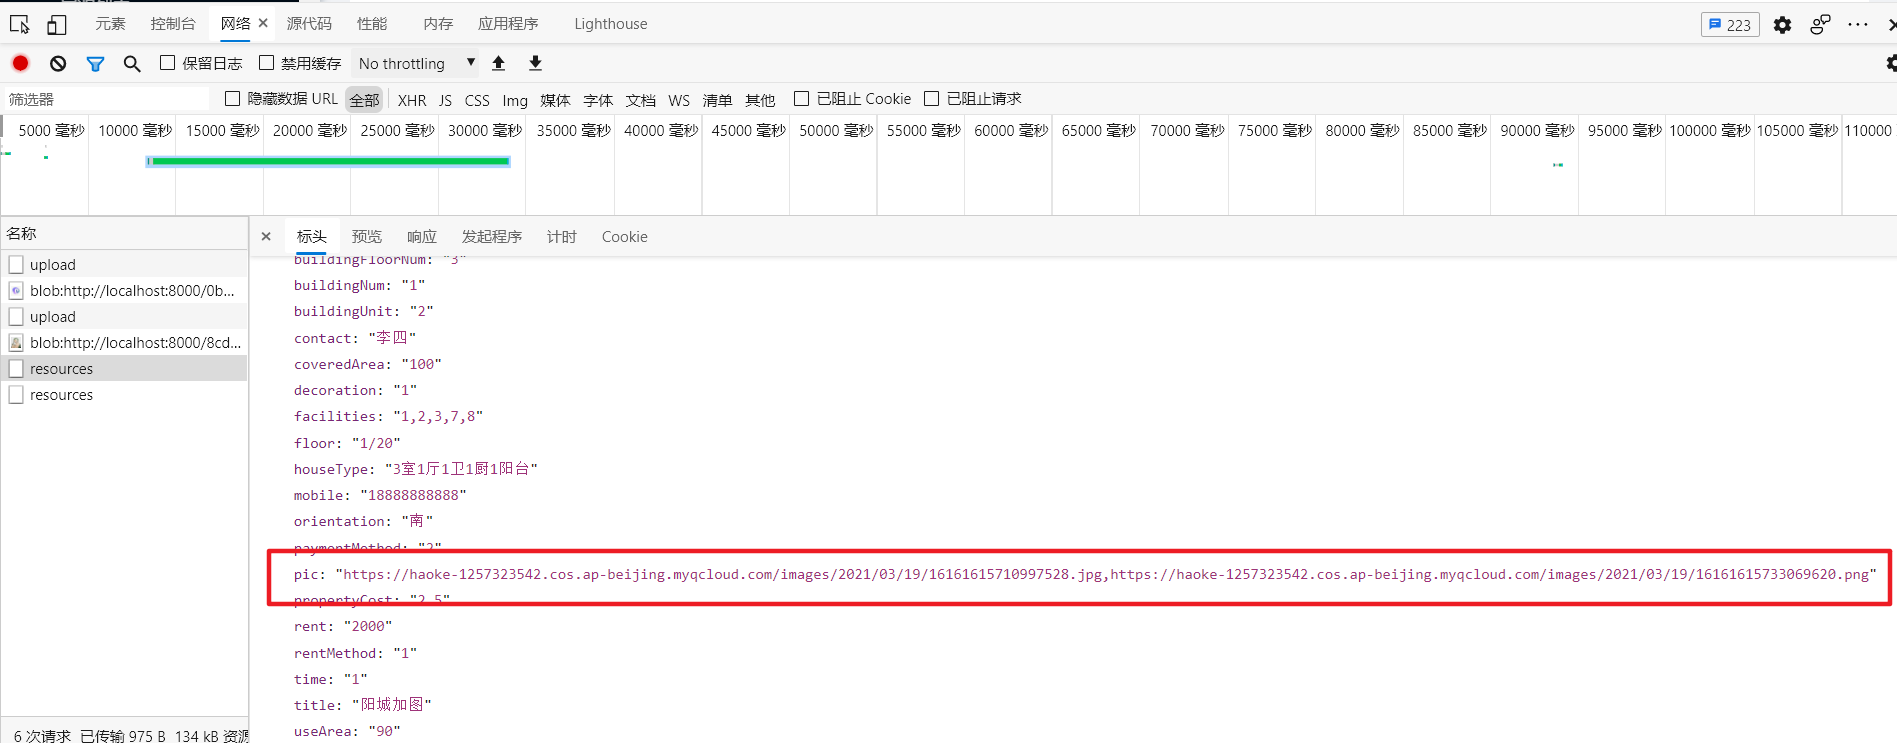 元素 控制台 网络 源代码 性能 内存 应用程序 Lighthouse 223
保留日志 禁用缓存 No throttling
筛选器 隐藏数据 URL 全部 XHR JS CSS Img 媒体 字体 文档 WS 清单 其他 已阻止 Cookie 已阻止请求
5000 毫秒 10000 毫秒 15000 毫秒 20000 毫秒 25000 毫秒 30000 毫秒 35000 毫秒 40000 毫秒 45000 毫秒 50000 毫秒 55000 毫秒 60000 毫秒 65000 毫秒 70000 毫秒 75000 毫秒 80000 毫秒 85000 毫秒 90000 毫秒 95000 毫秒 100000 毫秒 105000 毫秒 110000
名称
upload
blob:http://localhost:8000/0b...
upload
blob:http://localhost:8000/8cd...
resources
resources
6 次请求 已传输 975 B 134 kB 资源
标头 预览 响应 发起程序 计时 Cookie
buildingFloorNum: "3"
buildingNum: "1"
buildingUnit: "2"
contact: "李四"
coveredArea: "100"
decoration: "1"
facilities: "1,2,3,7,8"
floor: "1/20"
houseType: "3室1厅1卫1厨1阳台"
mobile: "18888888888"
orientation: "南"
paymentMethod: "2"
pic: "https://haoke-1257323542.cos.ap-beijing.myqcloud.com/images/2021/03/19/16161615710997528.jpg,https://haoke-1257323542.cos.ap-beijing.myqcloud.com/images/2021/03/19/16161615733069620.png"
propertyCost: "2.5"
rent: "2000"
rentMethod: "1"
time: "1"
title: "阳城加图"
useArea: "90"